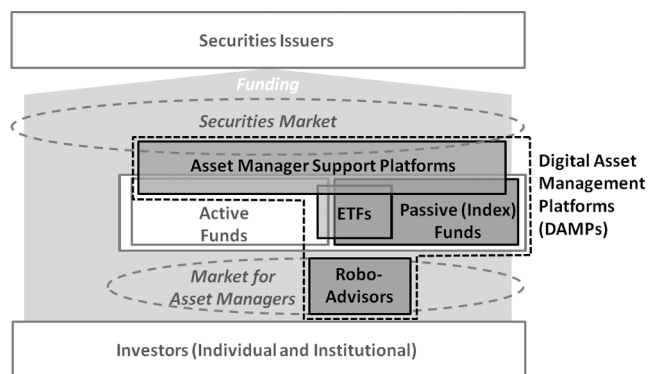 Securities Issuers
Funding
Securities Market
Asset Manager Support Platforms
Digital Asset
Management
Platforms
(DAMPs)
Active
Funds
ETFs
Passive (Index)
Funds
Market for
Asset Managers
Robo-
Advisors
Investors (Individual and Institutional)